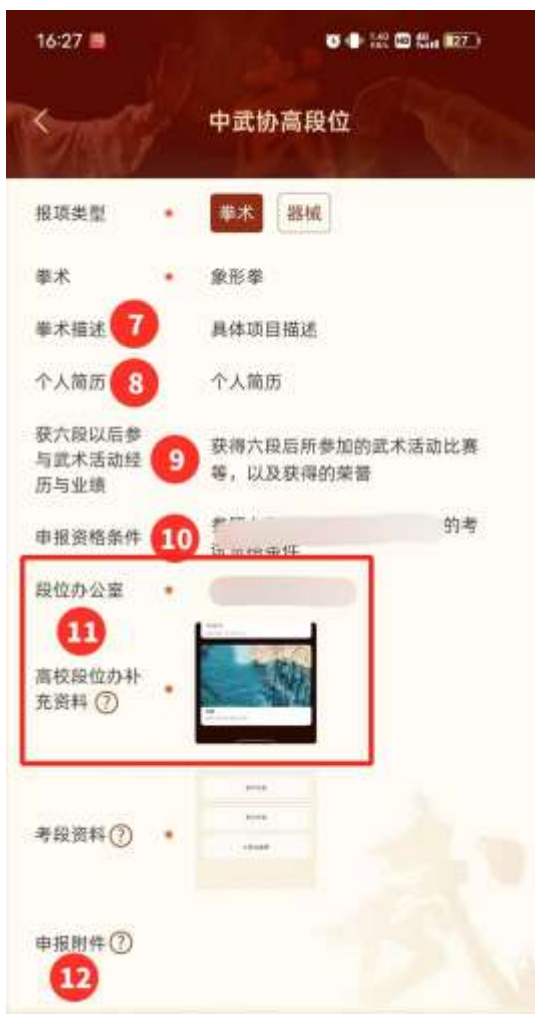 16:27
27
中武协高段位
报项类型 • 拳术 器械
拳术 • 象形拳
拳术描述 7 具体项目描述
个人简历 8 个人简历
获六段以后参
与武术活动经
历与业绩
9
获得六段后所参加的武术活动比赛
等，以及获得的荣誉
申报资格条件 10
的考
段位办公室 •
11
高校段位办补
充资料 ? •
考段资料 ? •
申报附件 ?
12
武